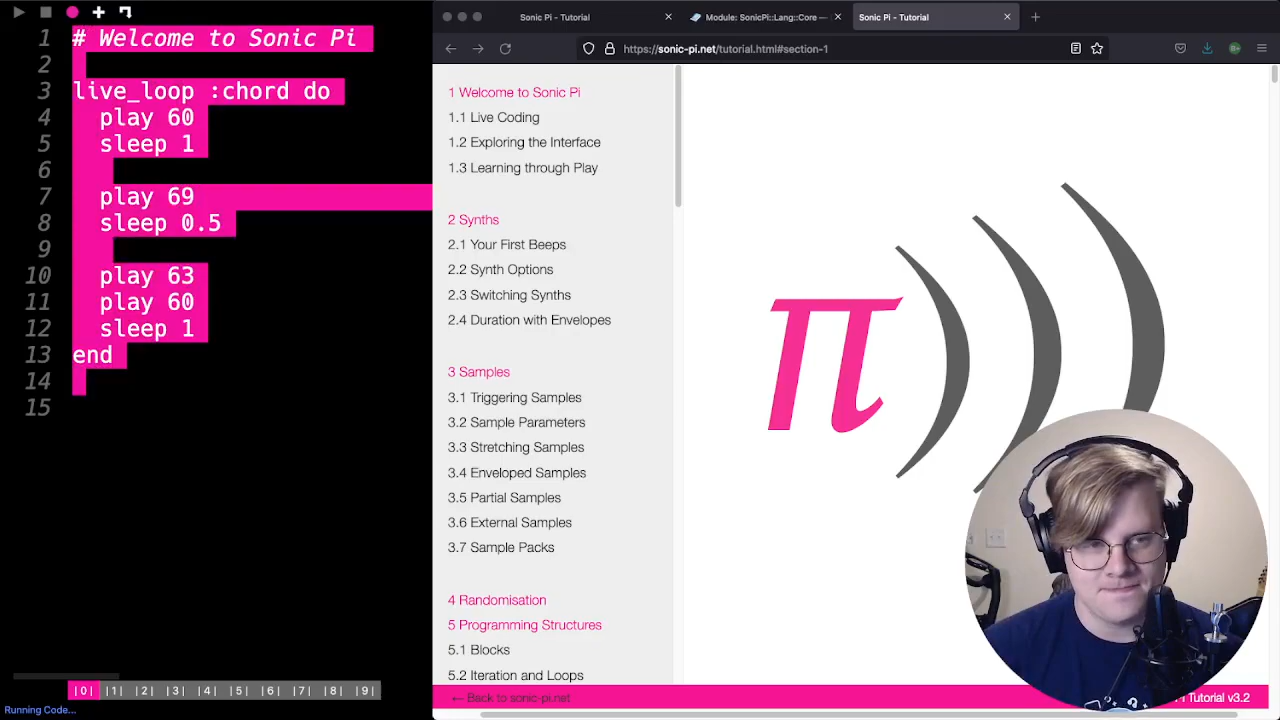 1 # Welcome to Sonic Pi
2
3 live_loop :chord do
4 play 60
5 sleep 1
6
7 play 69
8 sleep 0.5
9
10 play 63
11 play 60
12 sleep 1
13 end
14
15
|0| |1| |2| |3| |4| |5| |6| |7| |8| |9|
Running Code...
Sonic Pi - Tutorial
Module: SonicPi::Lang::Core —
Sonic Pi - Tutorial
https://sonic-pi.net/tutorial.html#section-1
1 Welcome to Sonic Pi
1.1 Live Coding
1.2 Exploring the Interface
1.3 Learning through Play
2 Synths
2.1 Your First Beeps
2.2 Synth Options
2.3 Switching Synths
2.4 Duration with Envelopes
3 Samples
3.1 Triggering Samples
3.2 Sample Parameters
3.3 Stretching Samples
3.4 Enveloped Samples
3.5 Partial Samples
3.6 External Samples
3.7 Sample Packs
4 Randomisation
5 Programming Structures
5.1 Blocks
5.2 Iteration and Loops
π
← Back to sonic-pi.net
Tutorial v3.2